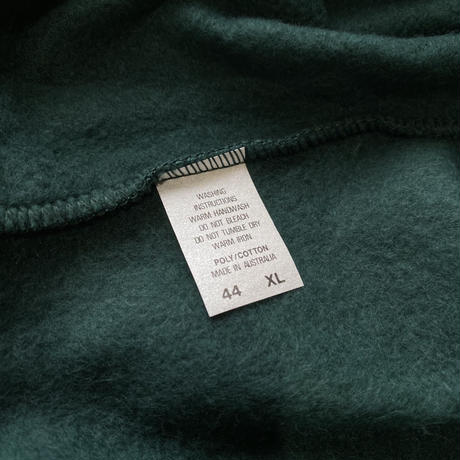 WASHING
INSTRUCTIONS
WARM HANDWASH
DO NOT BLEACH
DO NOT TUMBLE DRY
WARM IRON
POLY/COTTON
MADE IN AUSTRALIA
44 XL